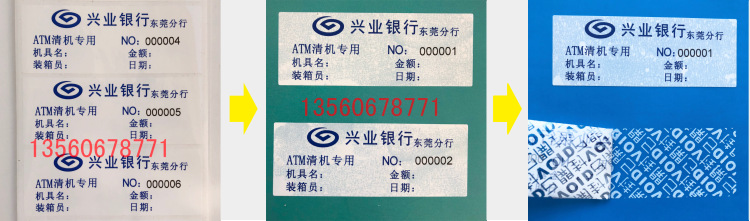 兴业银行东莞分行
ATM清机专用 NO：000004
机具名： 金额：
装箱员： 日期：
兴业银行东莞分行
ATM清机专用 NO：000005
机具名： 金额：
装箱员： 日期：
13560678771
兴业银行东莞分行
ATM清机专用 NO：000006
机具名： 金额：
装箱员： 日期：
兴业银行东莞分行
ATM清机专用 NO：000001
机具名： 金额：
装箱员： 日期：
13560678771
兴业银行东莞分行
ATM清机专用 NO：000002
机具名： 金额：
装箱员： 日期：
兴业银行东莞分行
ATM清机专用 NO：000001
机具名： 金额：
装箱员： 日期：
VOID
VOID
VOID